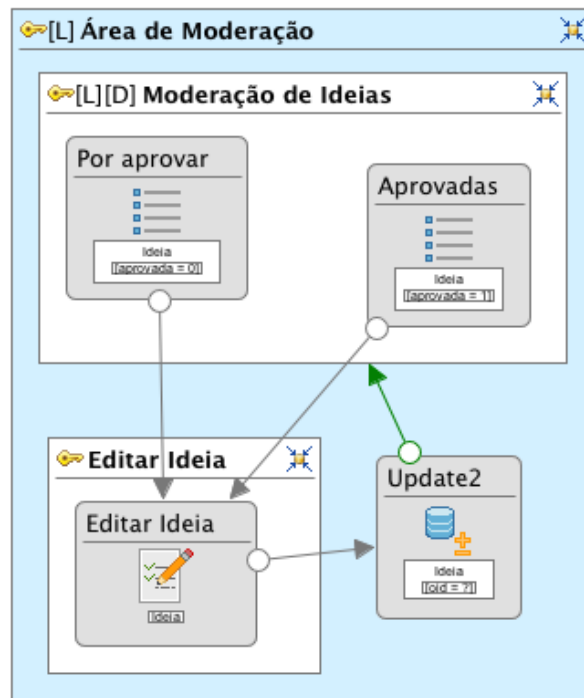 [L] Área de Moderação
[L][D] Moderação de Ideias
Por aprovar
Ideia
[[aprovada = 0]]
Aprovadas
Ideia
[[aprovada = 1]]
Editar Ideia
Editar Ideia
Ideia
Update2
Ideia
[[oid = ?]]